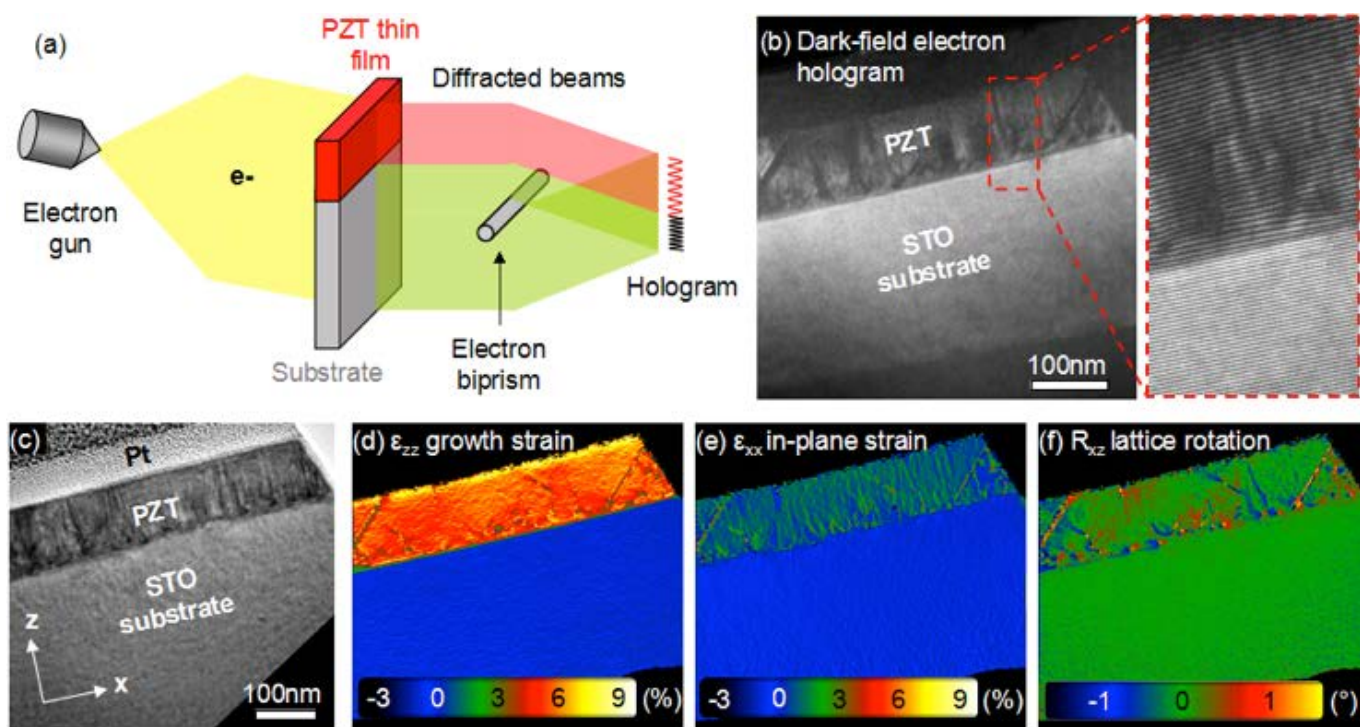 (a)
PZT thin
film
Diffracted beams
e-
Electron
gun
Hologram
Electron
biprism
Substrate
(b) Dark-field electron
hologram
PZT
STO
substrate
100nm
(c)
Pt
PZT
STO
substrate
z
x
100nm
(d) εzz growth strain
-3 0 3 6 9 (%)
(e) εxx in-plane strain
-3 0 3 6 9 (%)
(f) Rxz lattice rotation
-1 0 1 (°)